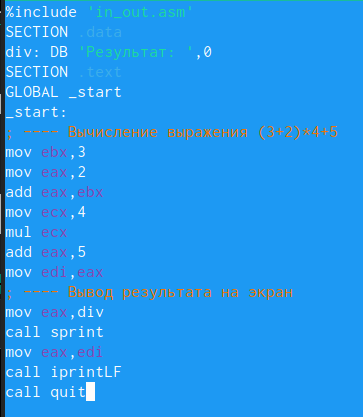 %include 'in_out.asm'
SECTION .data
div: DB 'Результат: ',0
SECTION .text
GLOBAL _start
_start:
; ---- Вычисление выражения (3+2)*4+5
mov ebx,3
mov eax,2
add eax,ebx
mov ecx,4
mul ecx
add eax,5
mov edi,eax
; ---- Вывод результата на экран
mov eax,div
call sprint
mov eax,edi
call iprintLF
call quit